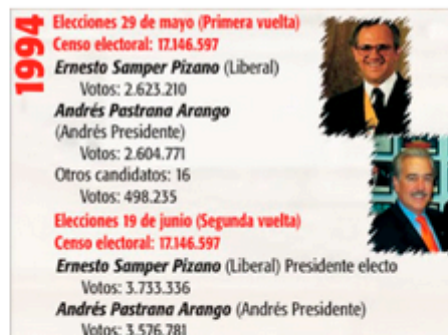 1994
Elecciones 29 de mayo (Primera vuelta)
Censo electoral: 17.146.597
Ernesto Samper Pizano (Liberal)
Votos: 2.623.210
Andrés Pastrana Arango
(Andrés Presidente)
Votos: 2.604.771
Otros candidatos: 16
Votos: 498.235
Elecciones 19 de junio (Segunda vuelta)
Censo electoral: 17.146.597
Ernesto Samper Pizano (Liberal) Presidente electo
Votos: 3.733.336
Andrés Pastrana Arango (Andrés Presidente)
Votos: 3.576.781